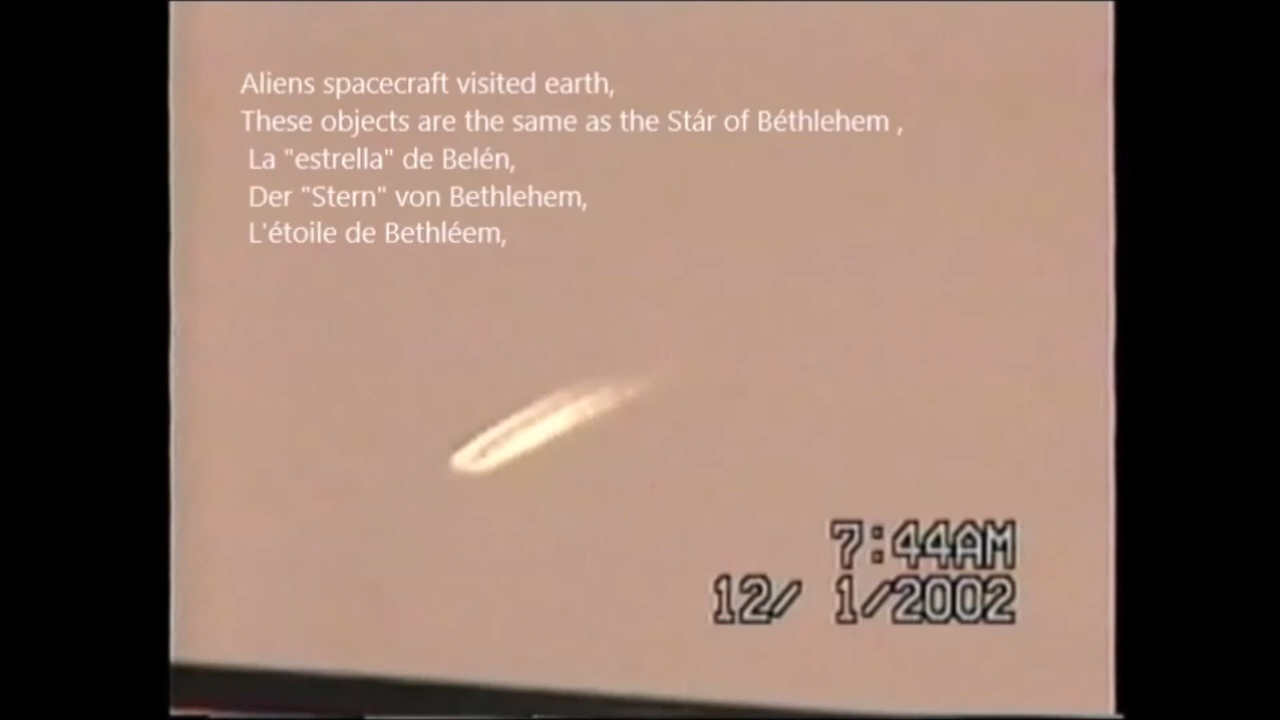 Aliens spacecraft visited earth,
These objects are the same as the Stár of Béthlehem ,
La "estrella" de Belén,
Der "Stern" von Bethlehem,
L'étoile de Bethléem,
7:44AM
12/ 1/2002